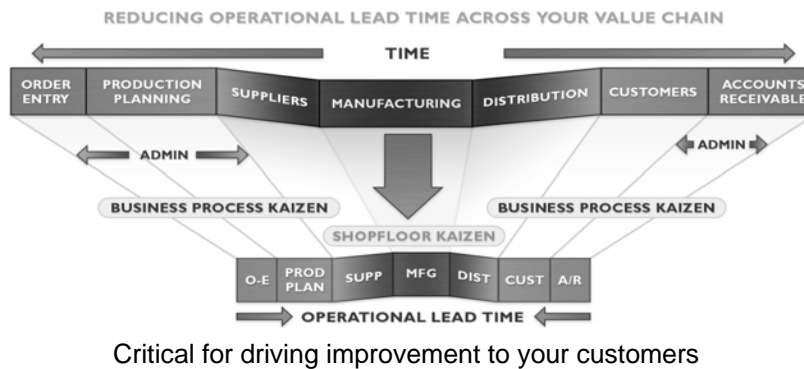 REDUCING OPERATIONAL LEAD TIME ACROSS YOUR VALUE CHAIN
TIME
ORDER ENTRY
PRODUCTION PLANNING
SUPPLIERS
MANUFACTURING
DISTRIBUTION
CUSTOMERS
ACCOUNTS RECEIVABLE
ADMIN
ADMIN
BUSINESS PROCESS KAIZEN
BUSINESS PROCESS KAIZEN
SHOPFLOOR KAIZEN
O-E
PROD PLAN
SUPP
MFG
DIST
CUST
A/R
OPERATIONAL LEAD TIME
Critical for driving improvement to your customers